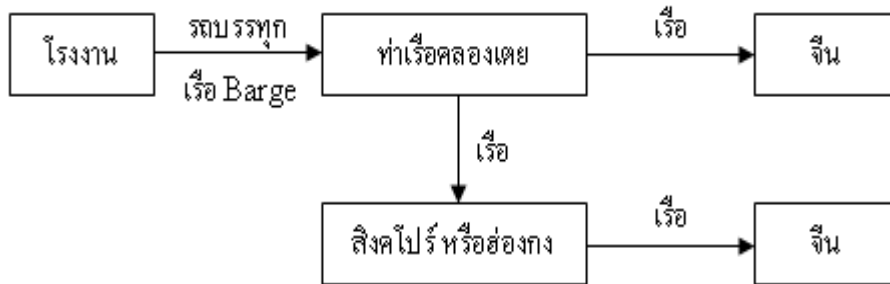 รถบรรทุก
เรือ
โรงงาน
ท่าเรือคลองเตย
จีน
เรือ Barge
เรือ
เรือ
สิงคโปร์ หรือฮ่องกง
จีน